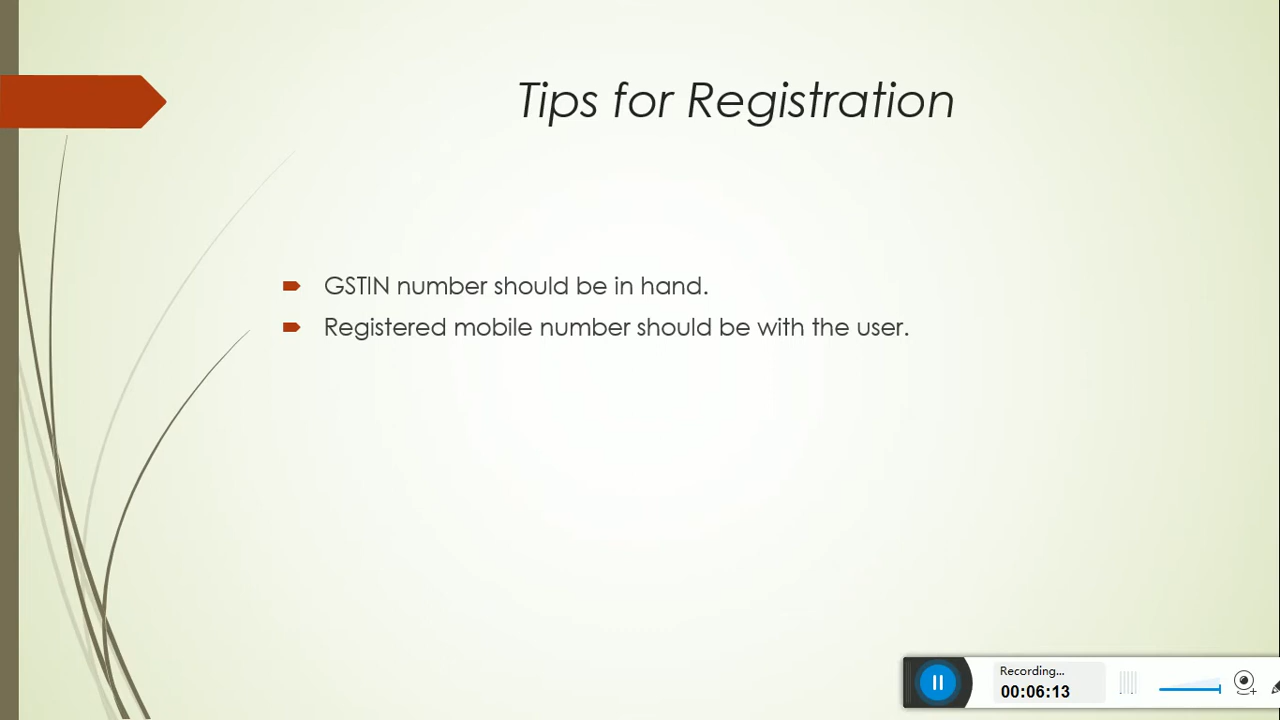 Tips for Registration
GSTIN number should be in hand.
Registered mobile number should be with the user.
Recording...
00:06:13